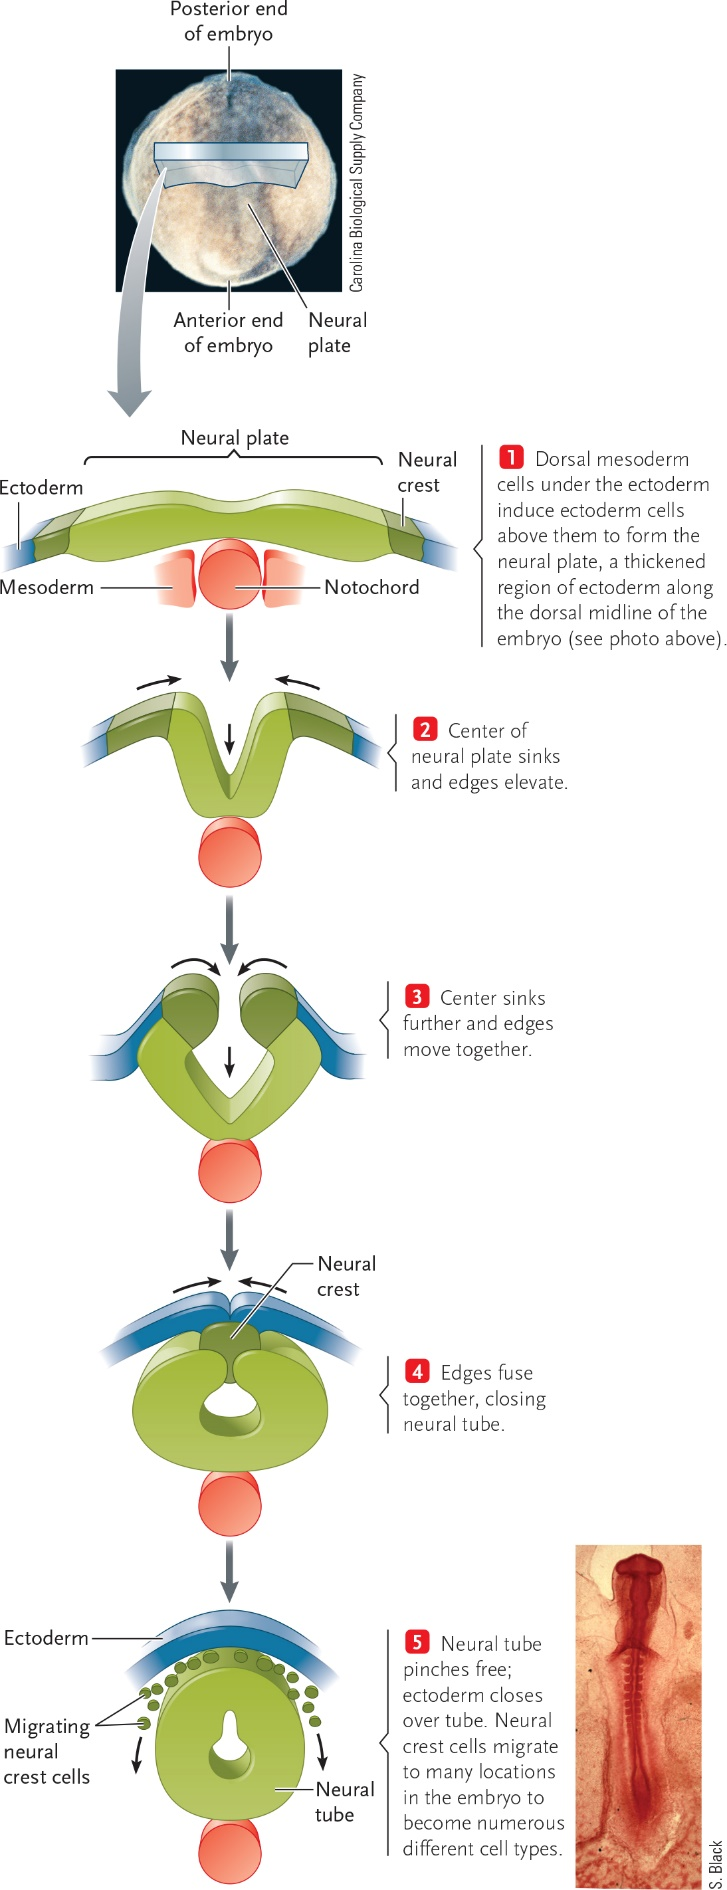 Posterior end
of embryo
Carolina Biological Supply Company
Anterior end
of embryo
Neural
plate
Neural plate
Neural
crest
Ectoderm
Mesoderm
Notochord
1 Dorsal mesoderm
cells under the ectoderm
induce ectoderm cells
above them to form the
neural plate, a thickened
region of ectoderm along
the dorsal midline of the
embryo (see photo above).
2 Center of
neural plate sinks
and edges elevate.
3 Center sinks
further and edges
move together.
Neural
crest
4 Edges fuse
together, closing
neural tube.
Ectoderm
Migrating
neural
crest cells
Neural
tube
5 Neural tube
pinches free;
ectoderm closes
over tube. Neural
crest cells migrate
to many locations
in the embryo to
become numerous
different cell types.
S. Black